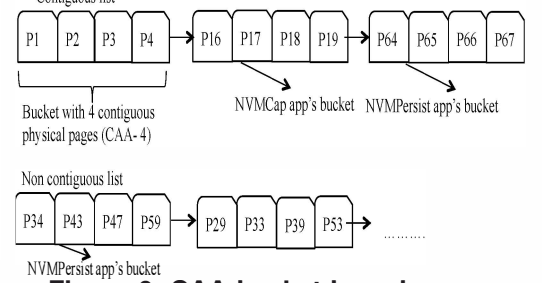 Contiguous list
P1 P2 P3 P4 P16 P17 P18 P19 P64 P65 P66 P67
NVMCap app's bucket NVMPersist app's bucket
Bucket with 4 contiguous
physical pages (CAA- 4)
Non contiguous list
P34 P43 P47 P59 P29 P33 P39 P53
..........
NVMPersist app's bucket